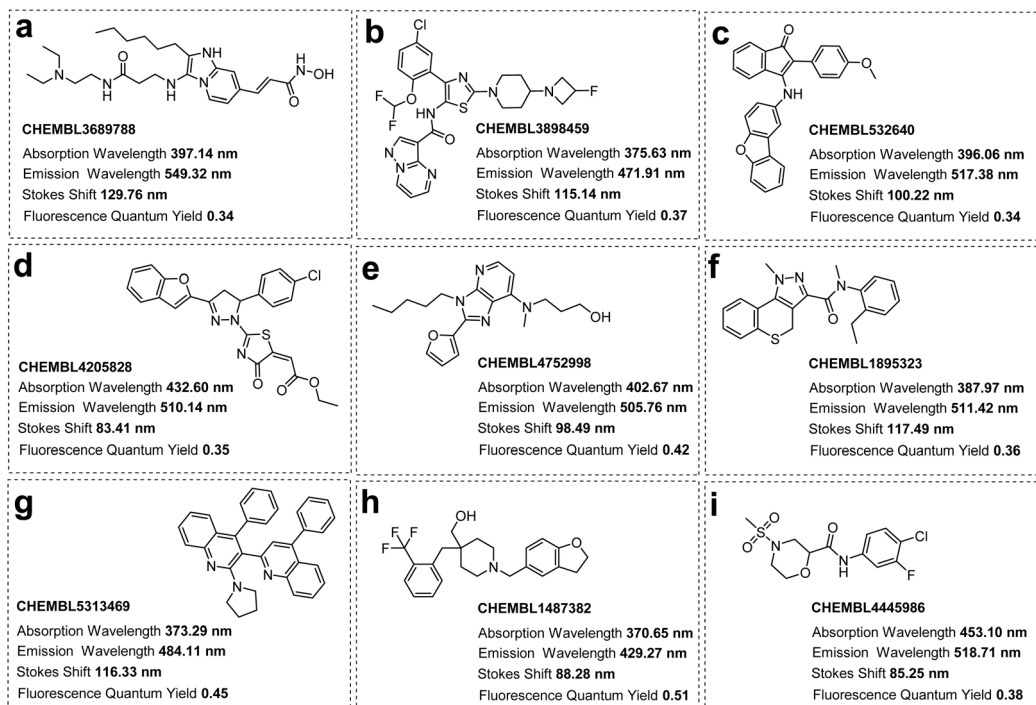 a
H
N
N
N
H
O
N
H
N
H
N
OH
O
CHEMBL3689788
Absorption Wavelength 397.14 nm
Emission Wavelength 549.32 nm
Stokes Shift 129.76 nm
Fluorescence Quantum Yield 0.34
b
Cl
O
F
F
N
S
N
N
F
HN
O
N
N
N
CHEMBL3898459
Absorption Wavelength 375.63 nm
Emission Wavelength 471.91 nm
Stokes Shift 115.14 nm
Fluorescence Quantum Yield 0.37
c
O
O
NH
O
CHEMBL532640
Absorption Wavelength 396.06 nm
Emission Wavelength 517.38 nm
Stokes Shift 100.22 nm
Fluorescence Quantum Yield 0.34
d
O
Cl
N
N
S
N
O
O
O
CHEMBL4205828
Absorption Wavelength 432.60 nm
Emission Wavelength 510.14 nm
Stokes Shift 83.41 nm
Fluorescence Quantum Yield 0.35
e
N
N
N
N
OH
O
CHEMBL4752998
Absorption Wavelength 402.67 nm
Emission Wavelength 505.76 nm
Stokes Shift 98.49 nm
Fluorescence Quantum Yield 0.42
f
N
N
N
O
S
CHEMBL1895323
Absorption Wavelength 387.97 nm
Emission Wavelength 511.42 nm
Stokes Shift 117.49 nm
Fluorescence Quantum Yield 0.36
g
N
N
N
CHEMBL5313469
Absorption Wavelength 373.29 nm
Emission Wavelength 484.11 nm
Stokes Shift 116.33 nm
Fluorescence Quantum Yield 0.45
h
OH
F
F
F
N
O
CHEMBL1487382
Absorption Wavelength 370.65 nm
Emission Wavelength 429.27 nm
Stokes Shift 88.28 nm
Fluorescence Quantum Yield 0.51
i
O
S
O
N
O
O
N
H
Cl
F
CHEMBL4445986
Absorption Wavelength 453.10 nm
Emission Wavelength 518.71 nm
Stokes Shift 85.25 nm
Fluorescence Quantum Yield 0.38